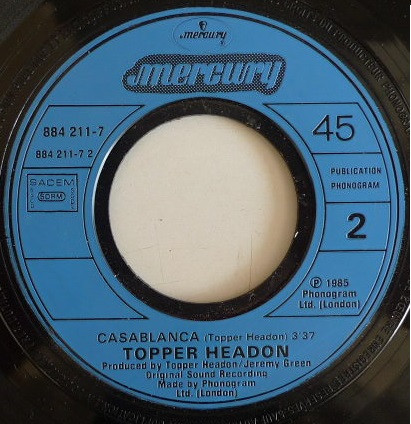 mercury
mercury
884 211-7
884 211-7 2
45
SACEM
SDRM
PUBLICATION
PHONOGRAM
2
℗ 1985
Phonogram
Ltd. (London)
CASABLANCA (Topper Headon) 3'37
TOPPER HEADON
Produced by Topper Headon/Jeremy Green
Original Sound Recording
Made by Phonogram
Ltd. (London)